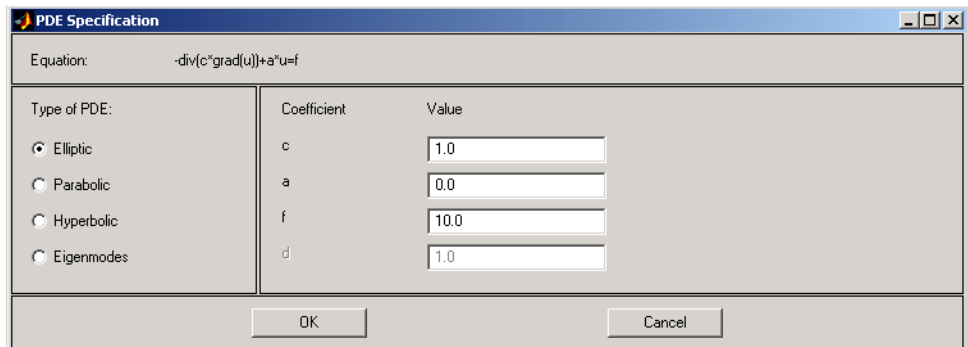 PDE Specification
Equation: -div(c*grad(u))+a*u=f
Type of PDE: Coefficient Value
Elliptic c 1.0
Parabolic a 0.0
Hyperbolic f 10.0
Eigenmodes d 1.0
OK Cancel